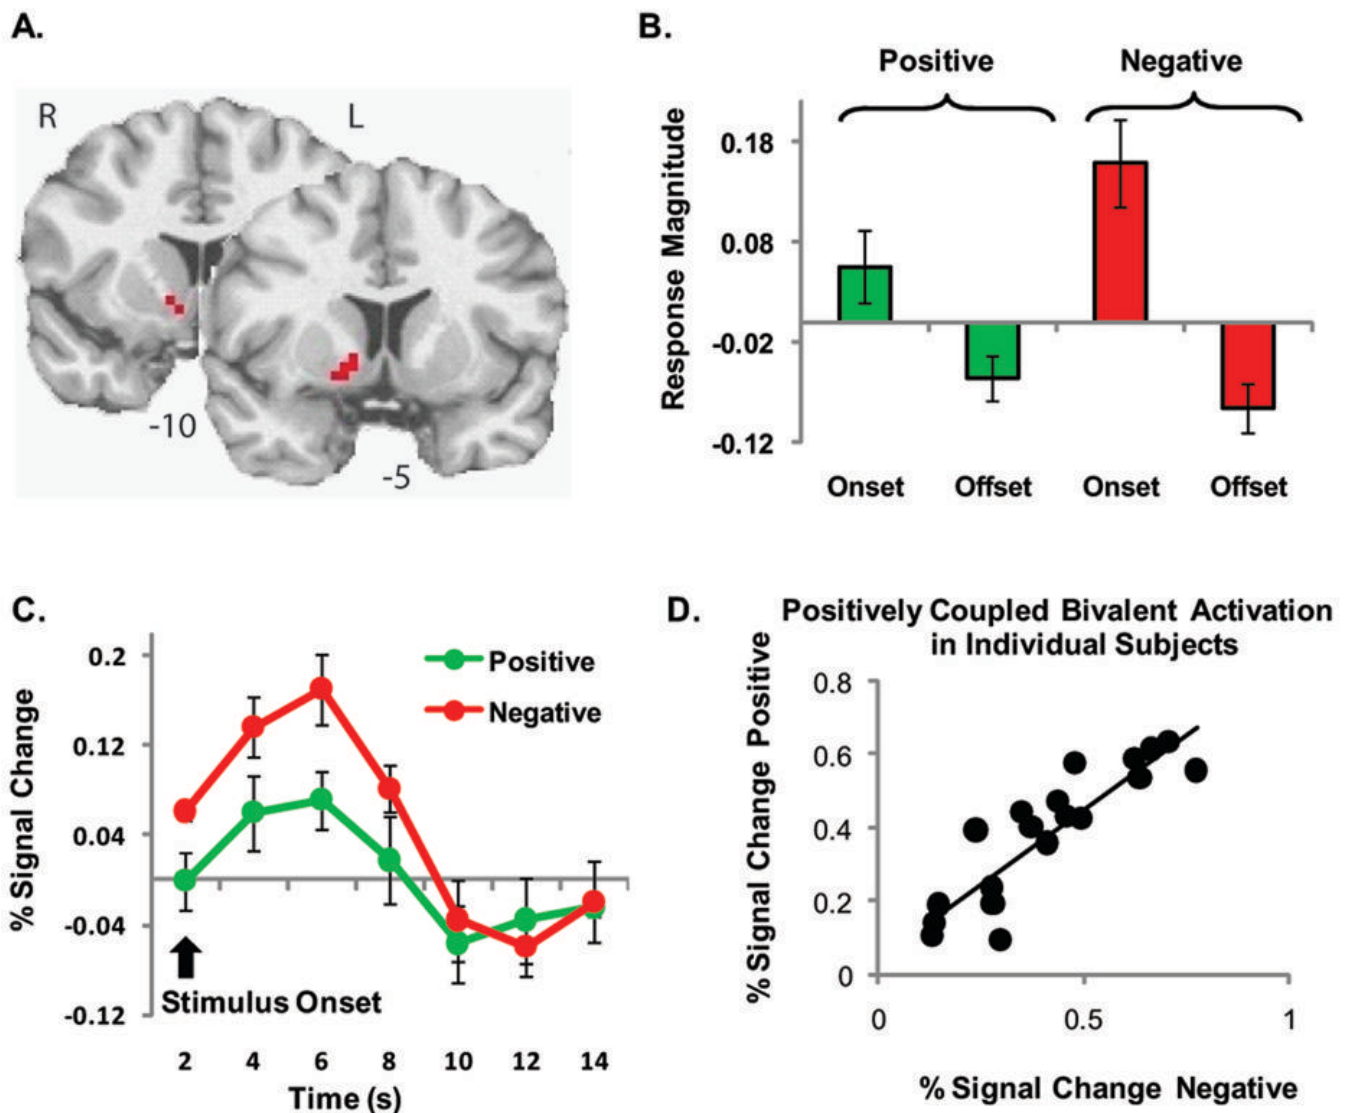 A.
R
L
-10
-5
B.
Positive
Negative
Response Magnitude
0.18
0.08
-0.02
-0.12
Onset
Offset
Onset
Offset
C.
% Signal Change
0.2
0.12
0.04
-0.04
-0.12
Positive
Negative
Stimulus Onset
2
4
6
8
10
12
14
Time (s)
D.
Positively Coupled Bivalent Activation
in Individual Subjects
% Signal Change Positive
0.8
0.6
0.4
0.2
0
0
0.5
1
% Signal Change Negative